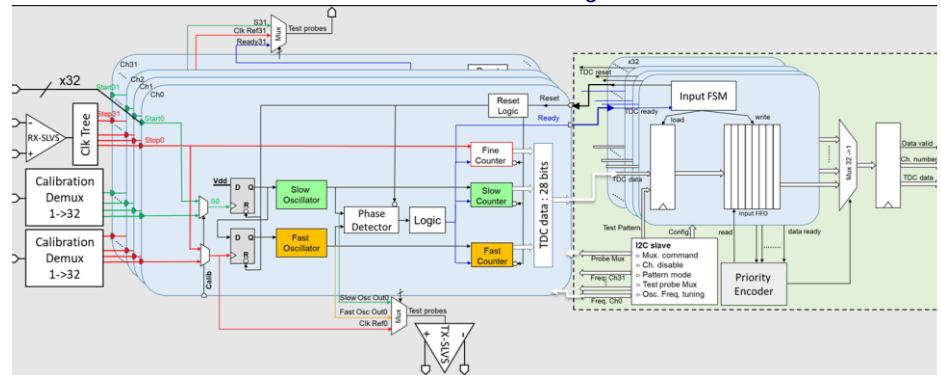 S31
Clk Ref31
Ready31
Mux
Test probes
x32
Ch31
Ch2
Ch1
Ch0
Start31
Stop31
Start0
Stop0
RX-SLVS
Clk Tree
Calibration
Demux
1->32
Calibration
Demux
1->32
Vdd
S0
D Q
R
D Q
R
Calib
Slow
Oscillator
Fast
Oscillator
Phase
Detector
Logic
Reset
Logic
Reset
Ready
Fine
Counter
Slow
Counter
Fast
Counter
TDC data : 28 bits
Slow Osc Out0
Fast Osc Out0
Clk Ref0
Mux
Test probes
TX-SLVS
x32
TDC reset
TDC ready
TDC data
Input FSM
load
write
Input FIFO
Test Pattern
Config.
read
data ready
Mux 32 ->1
Data valid
Ch. number
TDC data
I2C slave
Mux. command
Ch. disable
Pattern mode
Test probe Mux
Osc. Freq. tuning
Probe Mux
Freq. Ch31
Freq. Ch0
Priority
Encoder